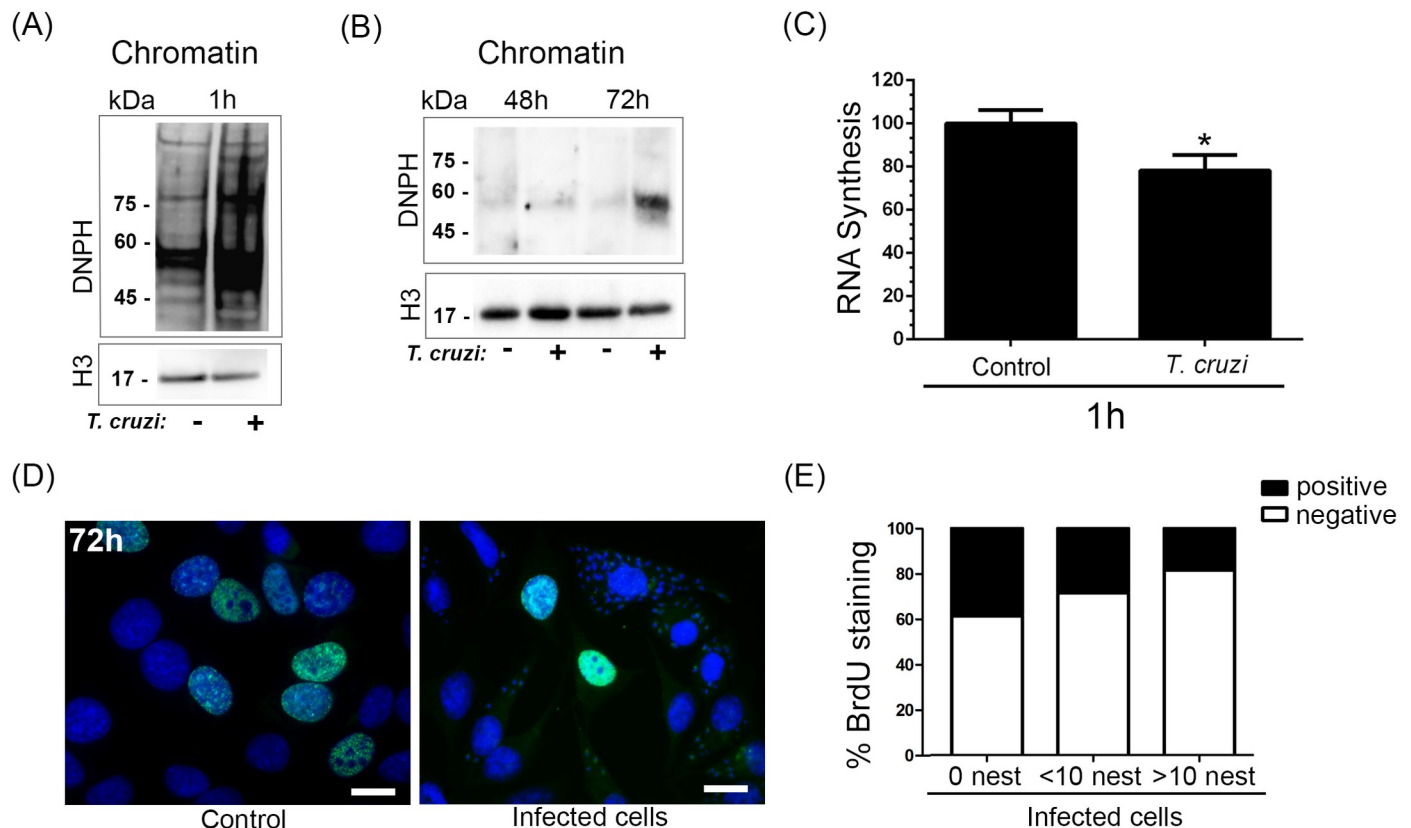 (A)
Chromatin
kDa 1h
DNPH
75 -
60 -
45 -
H3
17 -
T. cruzi: - +
(B)
Chromatin
kDa 48h 72h
DNPH
75 -
60 -
45 -
H3
17 -
T. cruzi: - + - +
(C)
RNA Synthesis
120
100
80
60
40
20
0
*
Control T. cruzi
1h
(D)
72h
Control Infected cells
(E)
positive
negative
% BrdU staining
100
80
60
40
20
0
0 nest <10 nest >10 nest
Infected cells